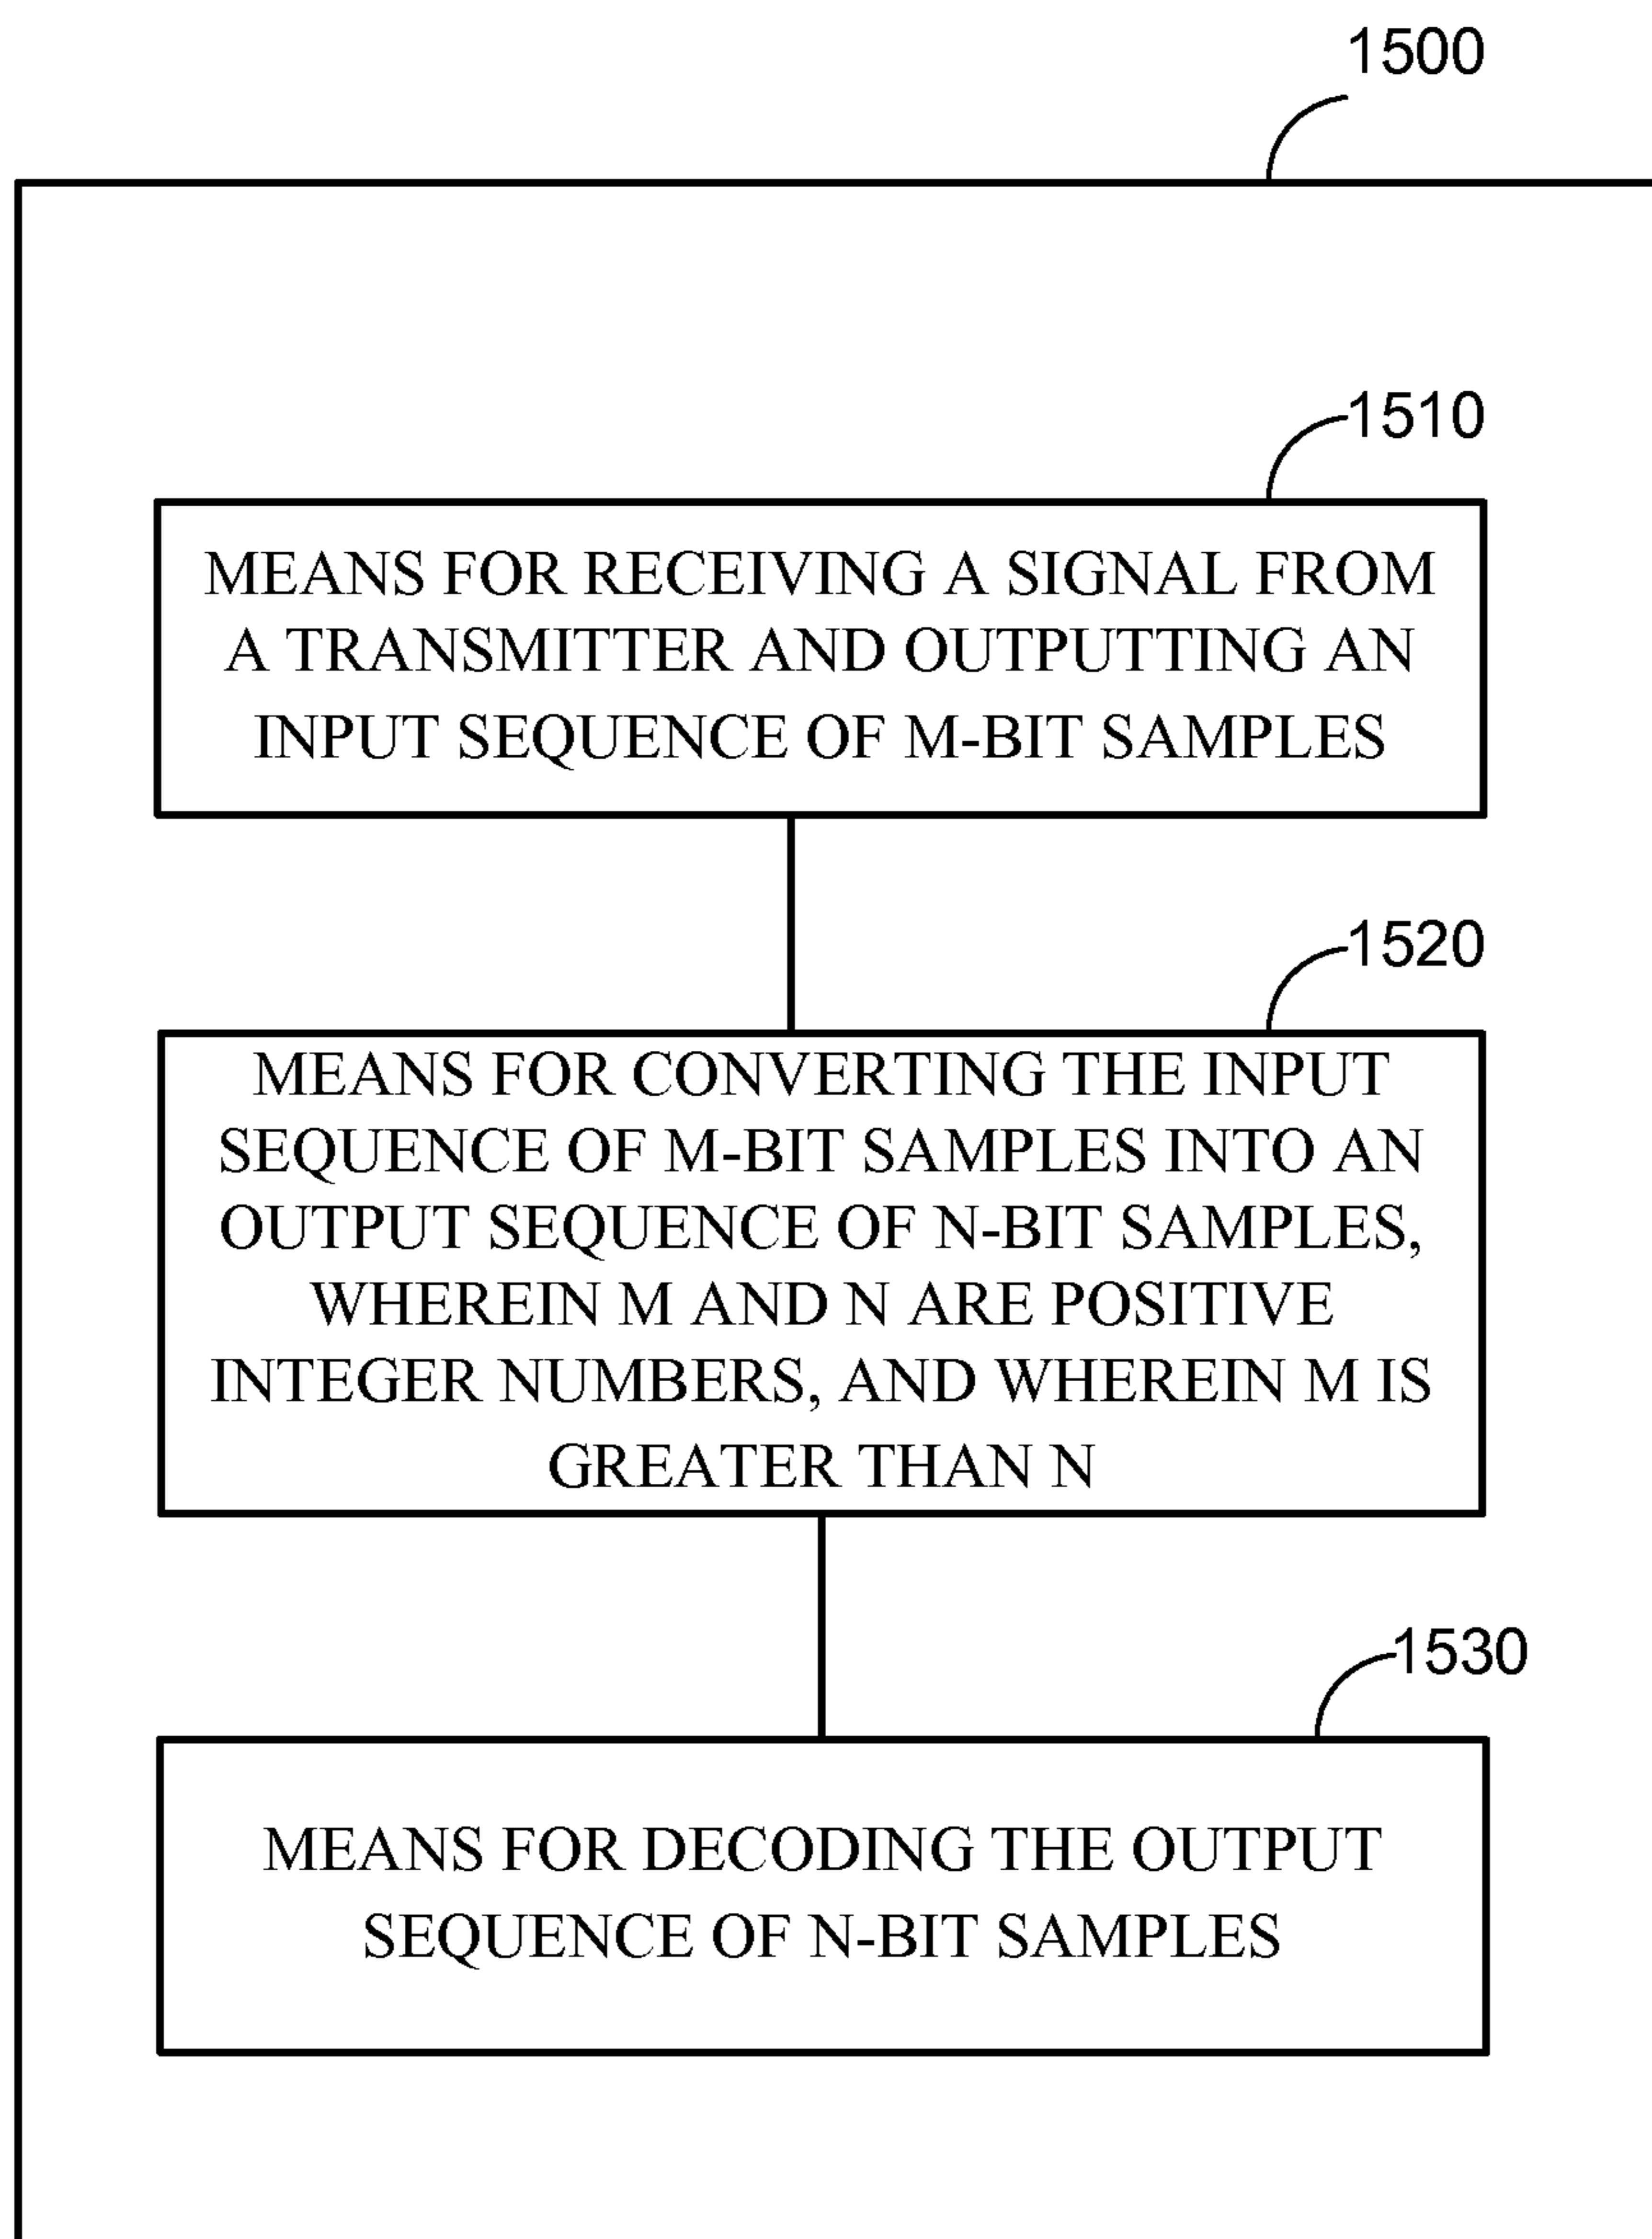 1500
1510
MEANS FOR RECEIVING A SIGNAL FROM
A TRANSMITTER AND OUTPUTTING AN
INPUT SEQUENCE OF M-BIT SAMPLES
1520
MEANS FOR CONVERTING THE INPUT
SEQUENCE OF M-BIT SAMPLES INTO AN
OUTPUT SEQUENCE OF N-BIT SAMPLES,
WHEREIN M AND N ARE POSITIVE
INTEGER NUMBERS, AND WHEREIN M IS
GREATER THAN N
1530
MEANS FOR DECODING THE OUTPUT
SEQUENCE OF N-BIT SAMPLES